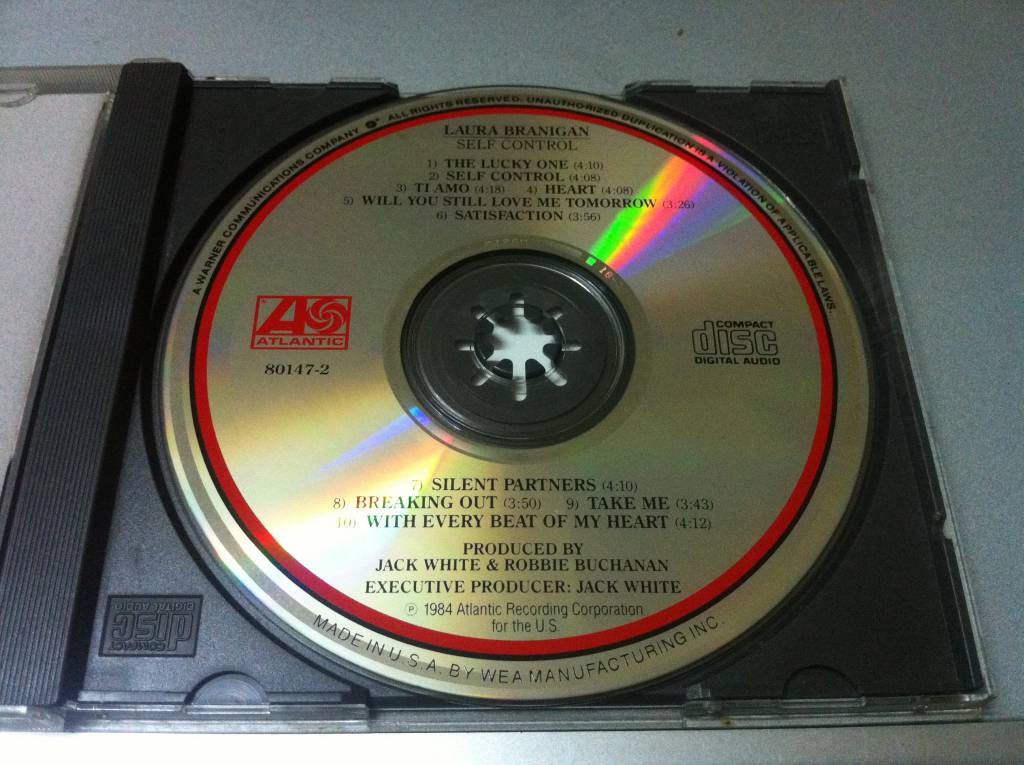 A WARNER COMMUNICATIONS COMPANY ALL RIGHTS RESERVED. UNAUTHORIZED DUPLICATION IS A VIOLATION OF APPLICABLE LAWS.
LAURA BRANIGAN
SELF CONTROL
1) THE LUCKY ONE (4:10)
2) SELF CONTROL (4:08)
3) TI AMO (4:18) 4) HEART (4:08)
5) WILL YOU STILL LOVE ME TOMORROW (3:26)
6) SATISFACTION (3:56)
18
ATLANTIC
80147-2
COMPACT
disc
DIGITAL AUDIO
7) SILENT PARTNERS (4:10)
8) BREAKING OUT (3:50) 9) TAKE ME (3:43)
10) WITH EVERY BEAT OF MY HEART (4:12)
PRODUCED BY
JACK WHITE & ROBBIE BUCHANAN
EXECUTIVE PRODUCER: JACK WHITE
℗ 1984 Atlantic Recording Corporation
for the U.S.
MADE IN U.S.A. BY WEA MANUFACTURING INC.
COMPACT
disc
DIGITAL AUDIO